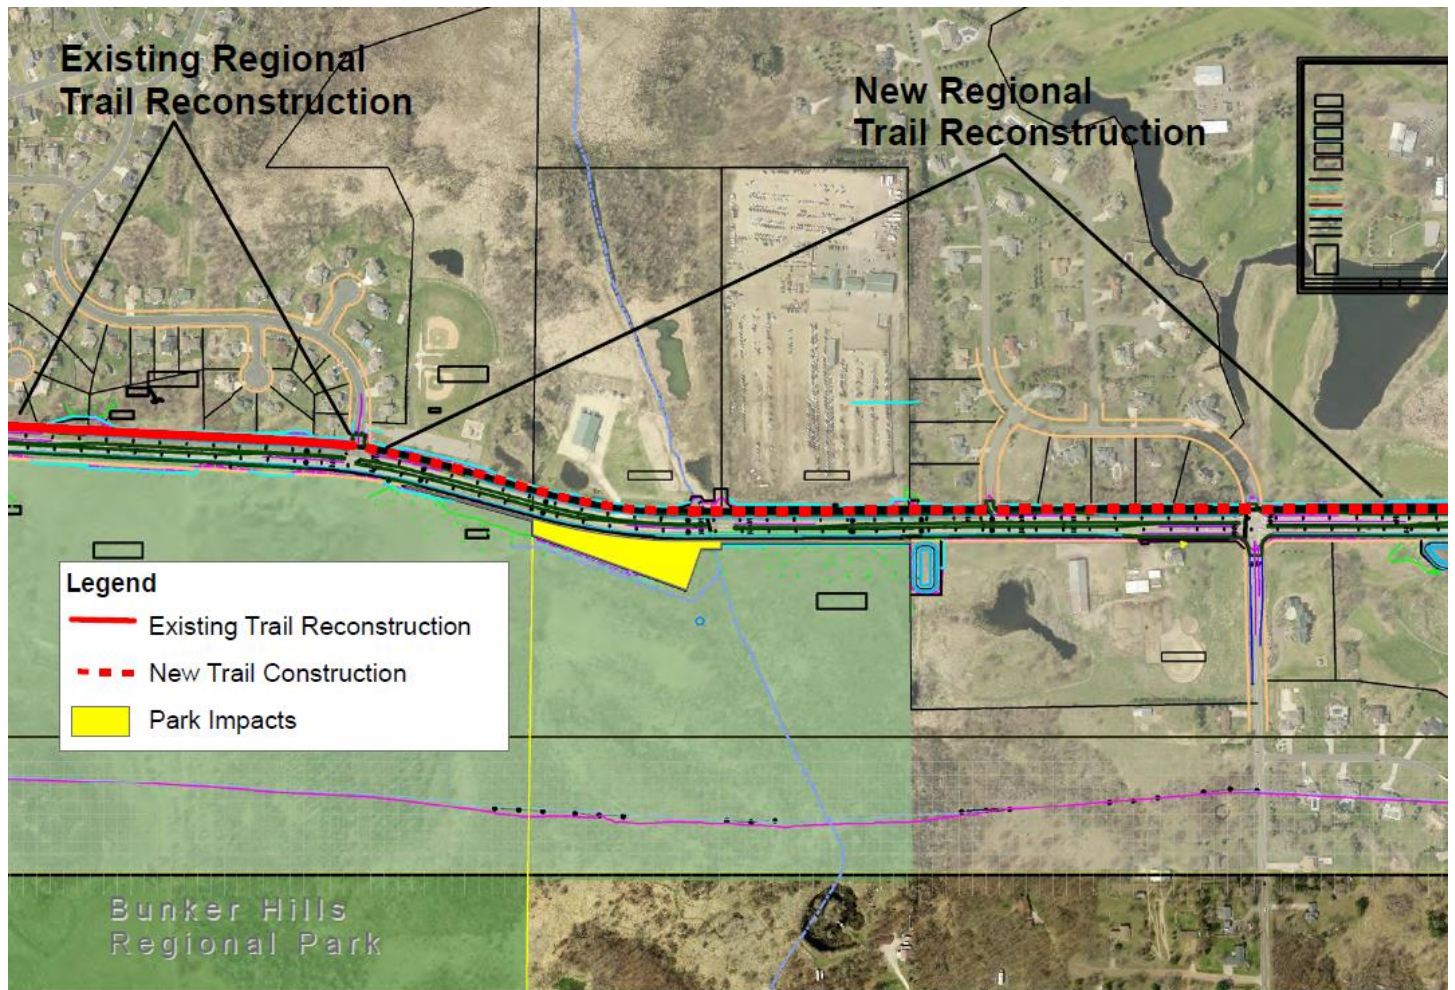 Existing Regional
Trail Reconstruction
New Regional
Trail Reconstruction
Legend
Existing Trail Reconstruction
New Trail Construction
Park Impacts
Bunker Hills
Regional Park